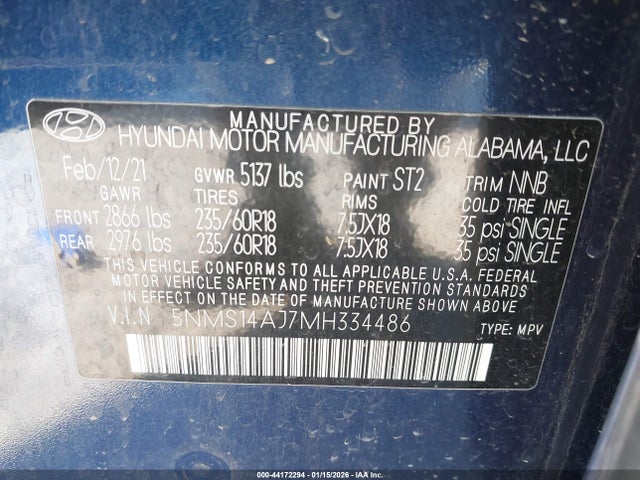 MANUFACTURED BY
HYUNDAI MOTOR MANUFACTURING ALABAMA, LLC
Feb/12/21 GVWR 5137 lbs PAINT ST2 TRIM NNB
GAWR TIRES RIMS COLD TIRE INFL
FRONT 2866 lbs 235/60R18 7.5JX18 35 psi SINGLE
REAR 2976 lbs 235/60R18 7.5JX18 35 psi SINGLE
THIS VEHICLE CONFORMS TO ALL APPLICABLE U.S.A. FEDERAL
MOTOR VEHICLE SAFETY AND THEFT PREVENTION STANDARDS
IN EFFECT ON THE DATE OF MANUFACTURE SHOWN ABOVE.
V.I.N 5NMS14AJ7MH334486 TYPE: MPV
000-44172294 - 01/15/2026 - IAA Inc.